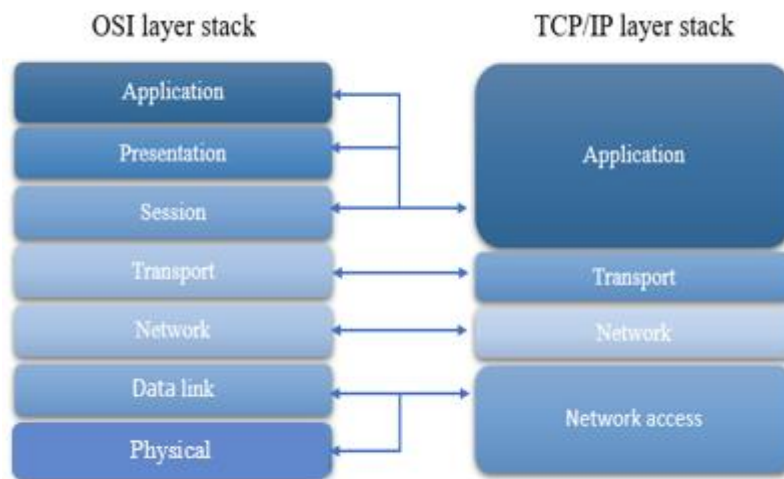 OSI layer stack
TCP/IP layer stack
Application
Presentation
Session
Transport
Network
Data link
Physical
Application
Transport
Network
Network access